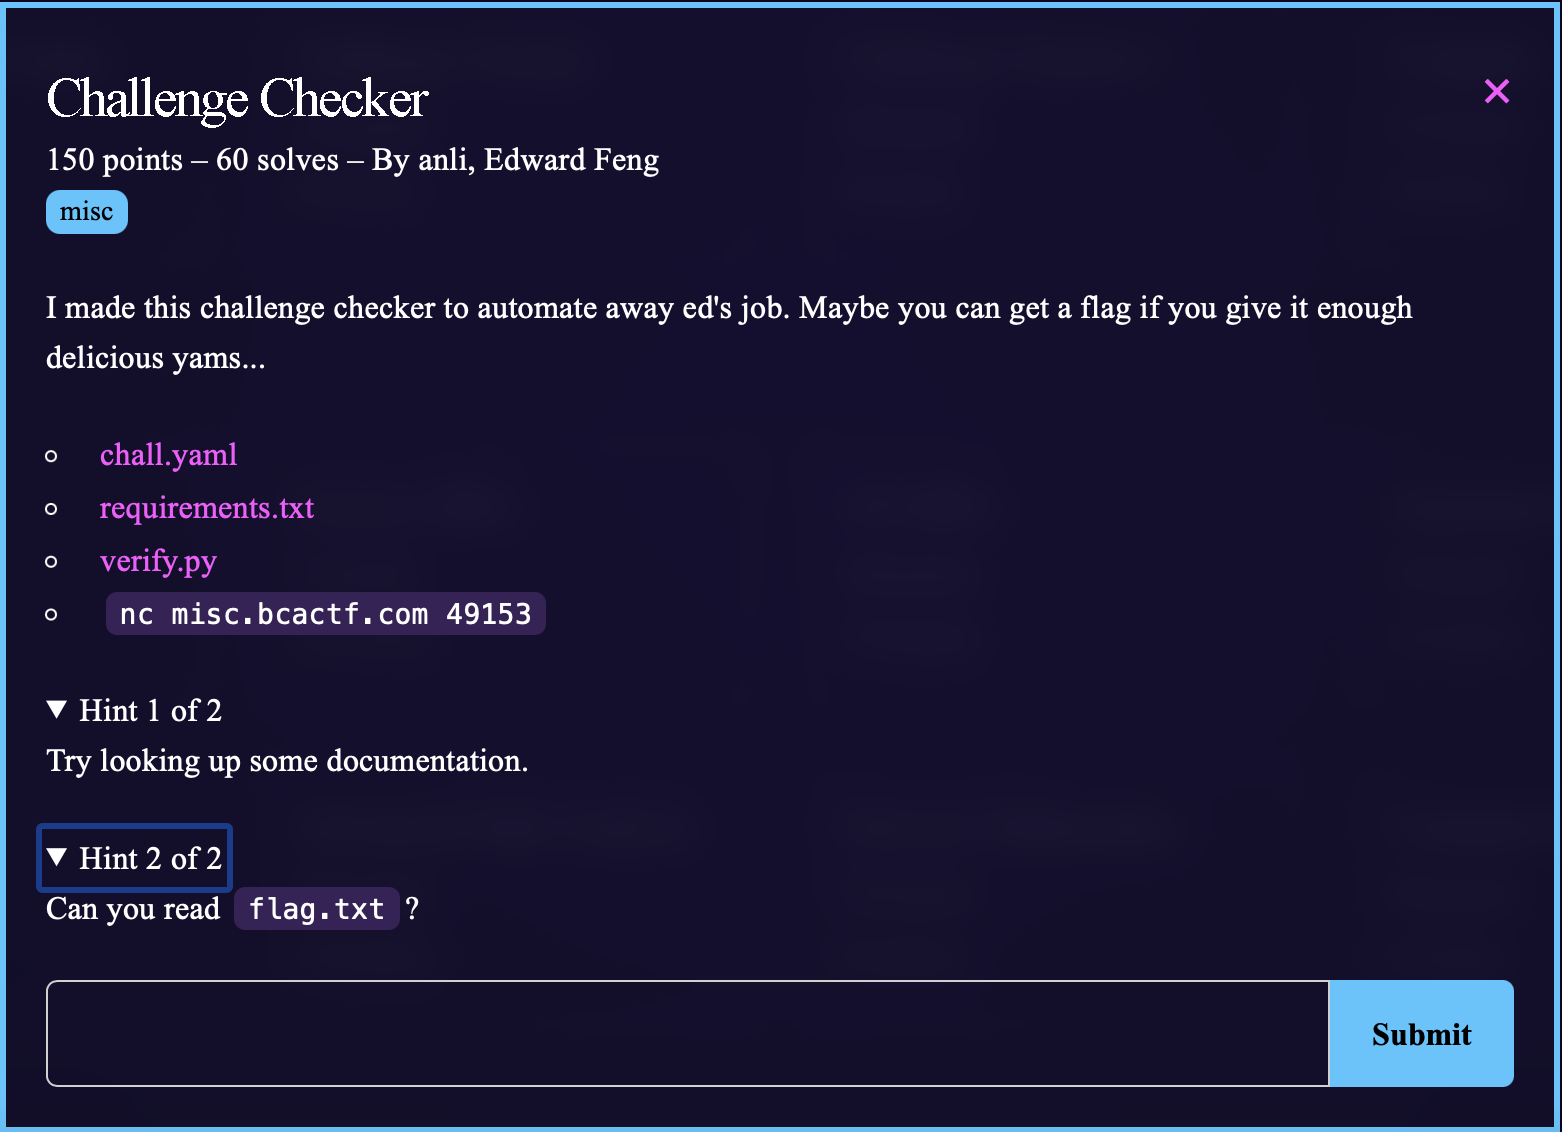 Challenge Checker
150 points – 60 solves – By anli, Edward Feng
misc
I made this challenge checker to automate away ed's job. Maybe you can get a flag if you give it enough
delicious yams...
chall.yaml
requirements.txt
verify.py
nc misc.bcactf.com 49153
▼ Hint 1 of 2
Try looking up some documentation.
▼ Hint 2 of 2
Can you read flag.txt ?
Submit